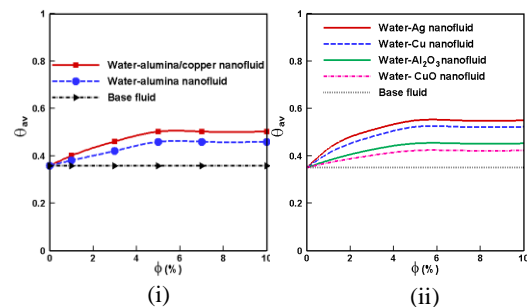 1
0.8
0.6
0.4
0.2
0
θav
Water-alumina/copper nanofluid
Water-alumina nanofluid
Base fluid
0 2 4 6 8 10
ϕ (%)
(i)
1
0.8
0.6
0.4
0.2
0
θav
Water-Ag nanofluid
Water-Cu nanofluid
Water-Al₂O₃ nanofluid
Water- CuO nanofluid
Base fluid
0 2 4 6 8 10
ϕ (%)
(ii)